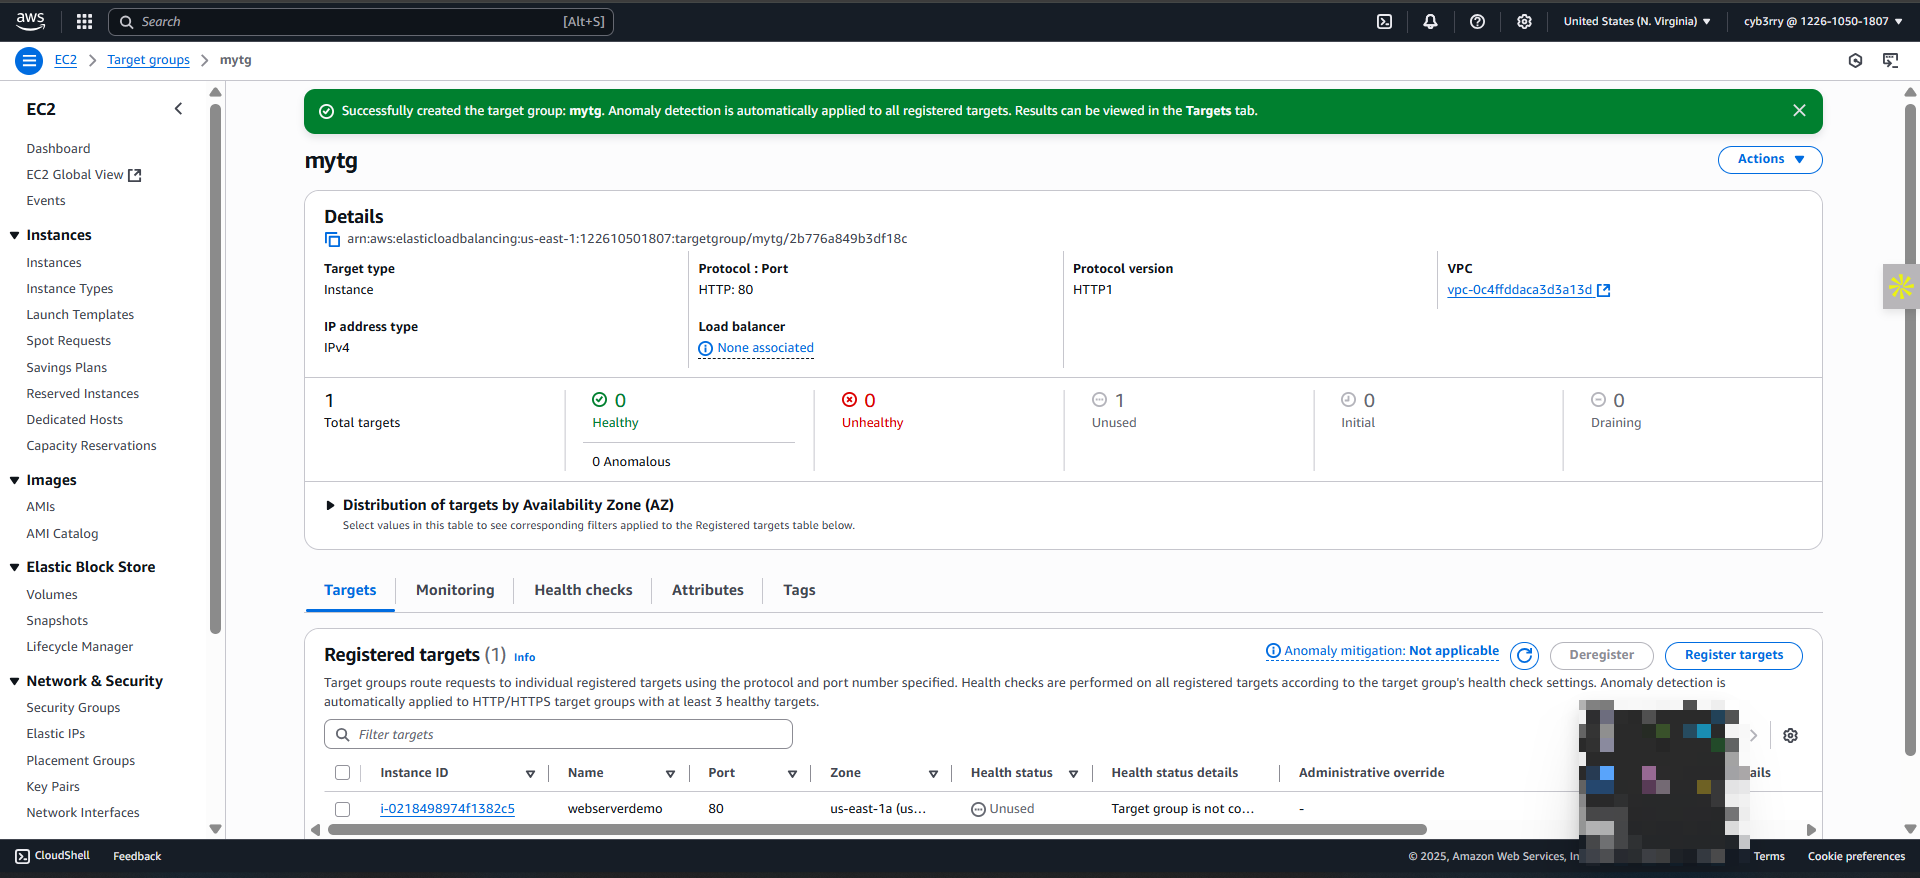 aws
Search [Alt+S]
United States (N. Virginia) cyb3rry @ 1226-1050-1807
EC2 Target groups mytg
EC2
Dashboard
EC2 Global View
Events
Instances
Instances
Instance Types
Launch Templates
Spot Requests
Savings Plans
Reserved Instances
Dedicated Hosts
Capacity Reservations
Images
AMIs
AMI Catalog
Elastic Block Store
Volumes
Snapshots
Lifecycle Manager
Network & Security
Security Groups
Elastic IPs
Placement Groups
Key Pairs
Network Interfaces
Successfully created the target group: mytg. Anomaly detection is automatically applied to all registered targets. Results can be viewed in the Targets tab.
mytg
Actions
Details
arn:aws:elasticloadbalancing:us-east-1:122610501807:targetgroup/mytg/2b776a849b3df18c
Target type Protocol : Port Protocol version VPC
Instance HTTP: 80 HTTP1 vpc-0c4ffddaca3d3a13d
IP address type Load balancer
IPv4 None associated
1 0 0 1 0 0
Total targets Healthy Unhealthy Unused Initial Draining
0 Anomalous
Distribution of targets by Availability Zone (AZ)
Select values in this table to see corresponding filters applied to the Registered targets table below.
Targets Monitoring Health checks Attributes Tags
Registered targets (1) Info Anomaly mitigation: Not applicable Deregister Register targets
Target groups route requests to individual registered targets using the protocol and port number specified. Health checks are performed on all registered targets according to the target group's health check settings. Anomaly detection is
automatically applied to HTTP/HTTPS target groups with at least 3 healthy targets.
Filter targets
Instance ID Name Port Zone Health status Health status details Administrative override ails
i-0218498974f1382c5 webserverdemo 80 us-east-1a (us... Unused Target group is not co... -
CloudShell Feedback © 2025, Amazon Web Services, In Terms Cookie preferences